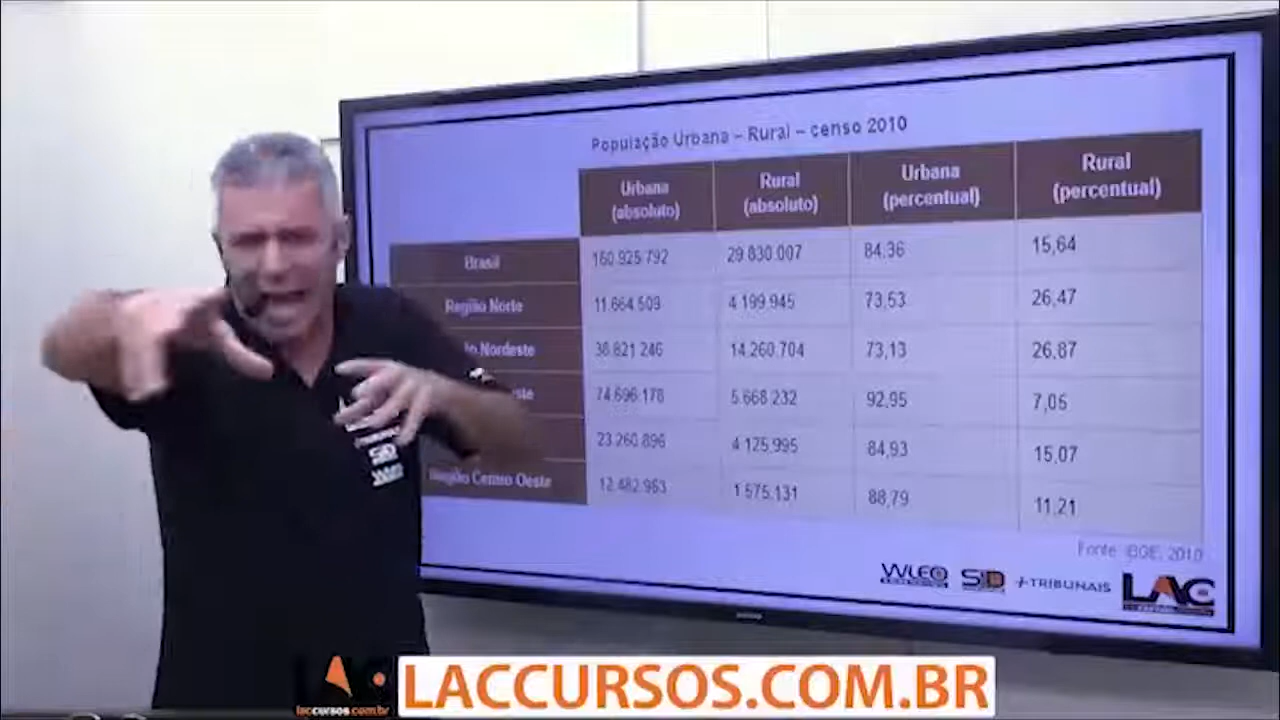 População Urbana – Rural – censo 2010
Urbana (absoluto) Rural (absoluto) Urbana (percentual) Rural (percentual)
Brasil 160.925.792 29.830.007 84,36 15,64
Região Norte 11.664.509 4.199.945 73,53 26,47
Nordeste 38.821.246 14.260.704 73,13 26,87
74.696.178 5.668.232 92,95 7,05
23.260.896 4.125.995 84,93 15,07
Região Centro Oeste 12.482.963 1.575.131 88,79 11,21
Fonte: IBGE, 2010
WLEO SD +TRIBUNAIS LAC
SD
LACCURSOS.COM.BR
laccursos.com.br